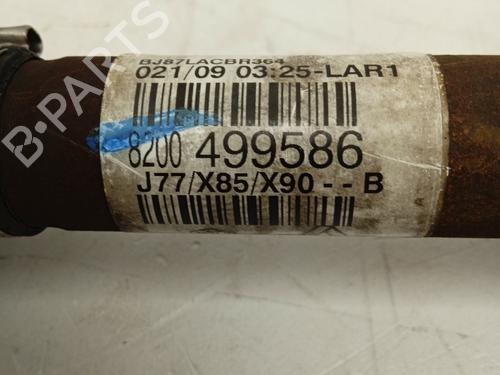 BJ87LACBR364
021/09 03:25-LAR1
8200 499586
J77/X85/X90 - - B
B-PARTS